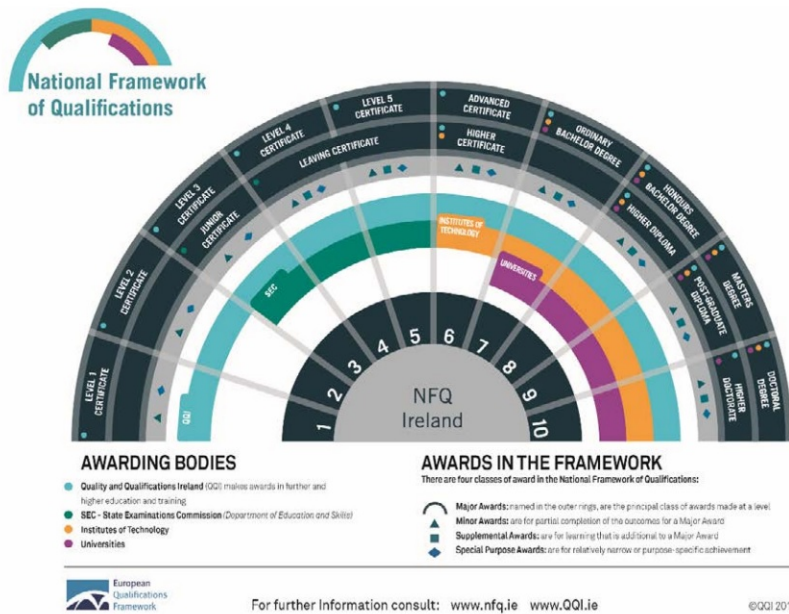 National Framework
of Qualifications
LEVEL 1
CERTIFICATE
LEVEL 2
CERTIFICATE
LEVEL 3
CERTIFICATE
LEVEL 4
CERTIFICATE
LEVEL 5
CERTIFICATE
ADVANCED
CERTIFICATE
ORDINARY
BACHELOR DEGREE
HONOURS
BACHELOR DEGREE
MASTERS
DEGREE
DOCTORAL
DEGREE
JUNIOR
CERTIFICATE
LEAVING CERTIFICATE
HIGHER
CERTIFICATE
HIGHER DIPLOMA
POST-GRADUATE
DIPLOMA
HIGHER
DOCTORATE
QQI
SEC
INSTITUTES OF
TECHNOLOGY
UNIVERSITIES
1
2
3
4
5
6
7
8
9
10
NFQ
Ireland
AWARDING BODIES
Quality and Qualifications Ireland (QQI) makes awards in further and
higher education and training
SEC - State Examinations Commission (Department of Education and Skills)
Institutes of Technology
Universities
AWARDS IN THE FRAMEWORK
There are four classes of award in the National Framework of Qualifications:
Major Awards: named in the outer rings, are the principal class of awards made at a level
Minor Awards: are for partial completion of the outcomes for a Major Award
Supplemental Awards: are for learning that is additional to a Major Award
Special Purpose Awards: are for relatively narrow or purpose-specific achievement
European
Qualifications
Framework
For further Information consult: www.nfq.ie www.QQI.ie
©QQI